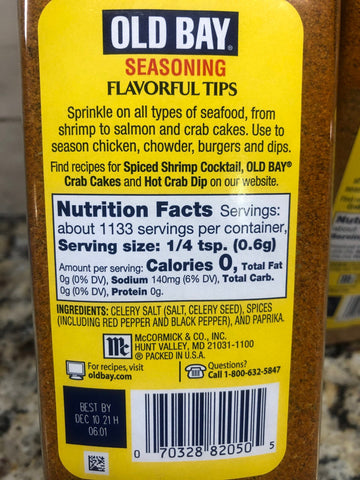 OLD BAY®
SEASONING
FLAVORFUL TIPS
Sprinkle on all types of seafood, from
shrimp to salmon and crab cakes. Use to
season chicken, chowder, burgers and dips.
Find recipes for Spiced Shrimp Cocktail, OLD BAY®
Crab Cakes and Hot Crab Dip on our website.
Nutrition Facts Servings:
about 1133 servings per container,
Serving size: 1/4 tsp. (0.6g)
Amount per serving: Calories 0, Total Fat
0g (0% DV), Sodium 140mg (6% DV), Total Carb.
0g (0% DV), Protein 0g.
INGREDIENTS: CELERY SALT (SALT, CELERY SEED), SPICES
(INCLUDING RED PEPPER AND BLACK PEPPER), AND PAPRIKA.
Mc
McCORMICK & CO., INC.
HUNT VALLEY, MD 21031-1100
® PACKED IN U.S.A.
For recipes, visit
oldbay.com
Questions?
Call 1-800-632-5847
BEST BY
DEC 10 21 H
06:01
0 70328 82050 5